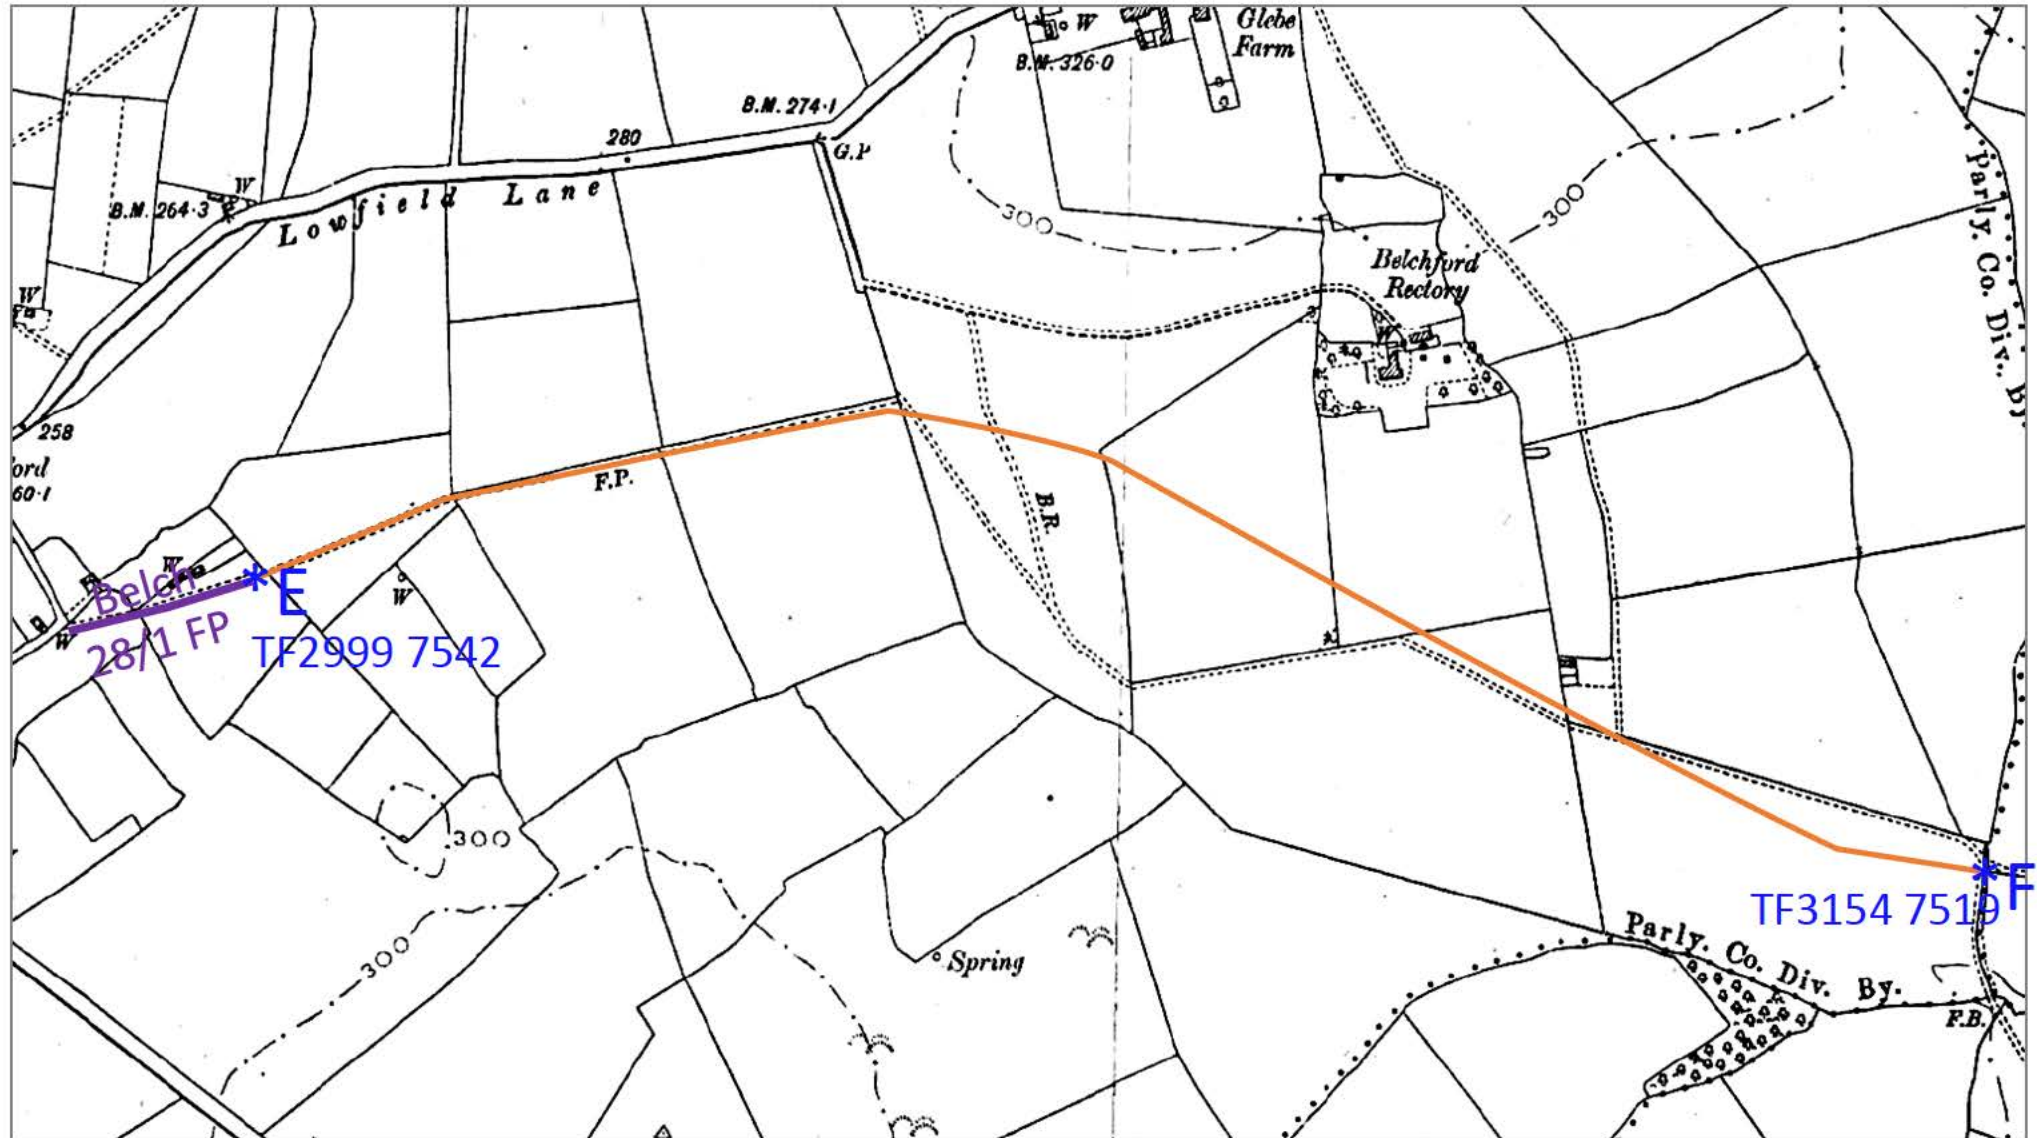 W
Glebe
Farm
B.M. 326·0
B.M. 274·1
280
G.P
W
B.M. 264·3
Lowfield Lane
300
300
Parly. Co. Div. By
Belchford
Rectory
W
W
258
ford
60·1
F.P.
B.R.
W
Belch
28/1 FP
W
*E
W
TF2999 7542
300
*F
TF3154 7519
300
Spring
Parly. Co. Div. By.
F.B.